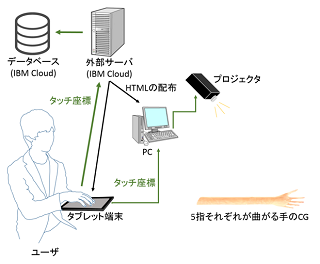 データベース
(IBM Cloud)
外部サーバ
(IBM Cloud)
HTMLの配布
プロジェクタ
タッチ座標
PC
タッチ座標
タブレット端末
5指それぞれが曲がる手のCG
ユーザ